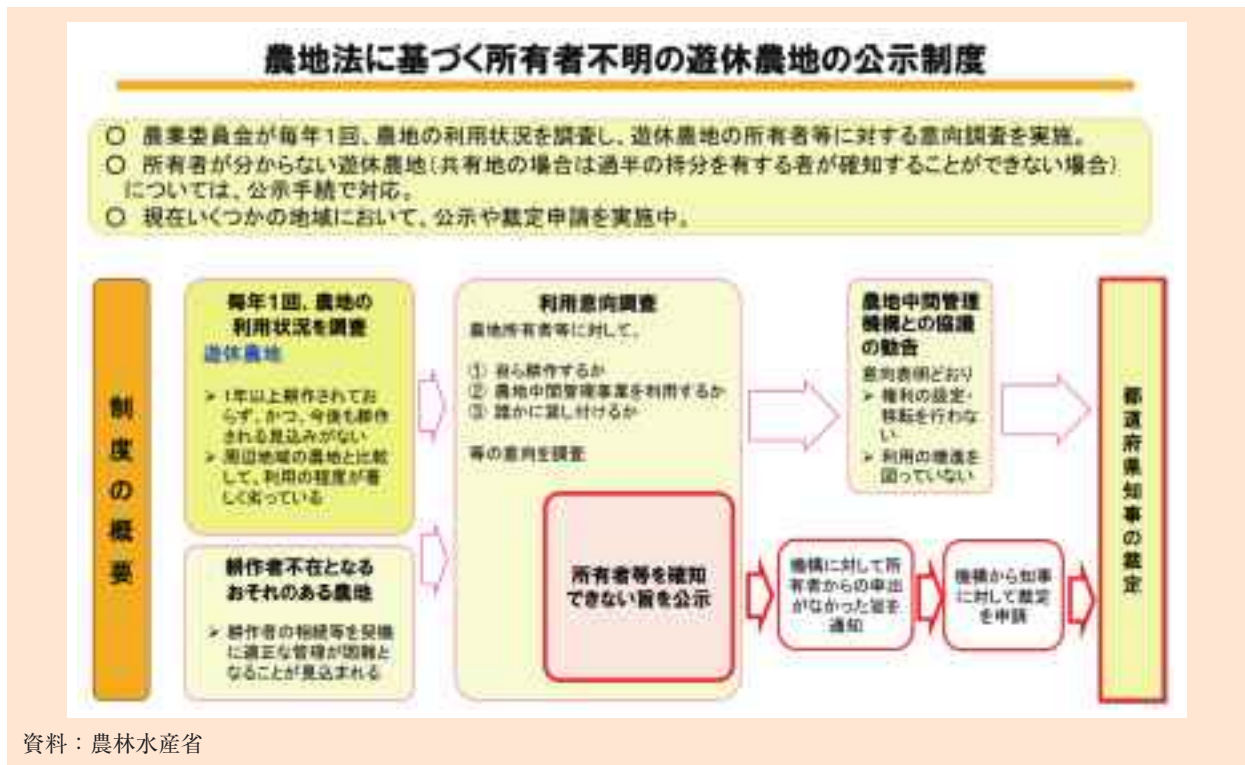 農地法に基づく所有者不明の遊休農地の公示制度
○ 農業委員会が毎年1回、農地の利用状況を調査し、遊休農地の所有者等に対する意向調査を実施。
○ 所有者が分からない遊休農地（共有地の場合は過半の持分を有する者が確知することができない場合）
については、公示手続で対応。
○ 現在いくつかの地域において、公示や裁定申請を実施中。
制度の概要
毎年1回、農地の
利用状況を調査
遊休農地
➢ 1年以上耕作されてお
らず、かつ、今後も耕作
される見込みがない
➢ 周辺地域の農地と比較
して、利用の程度が著
しく劣っている
耕作者不在となる
おそれのある農地
➢ 耕作者の相続等を契機
に適正な管理が困難と
なることが見込まれる
利用意向調査
農地所有者等に対して、
① 自ら耕作するか
② 農地中間管理事業を利用するか
③ 誰かに貸し付けるか
等の意向を調査
所有者等を確知
できない旨を公示
農地中間管理
機構との協議
の勧告
意向表明どおり
➢ 権利の設定・
移転を行わな
い
➢ 利用の増進を
図っていない
機構に対して所
有者からの申出
がなかった旨を
通知
機構から知事
に対して裁定
を申請
都道府県知事の裁定
資料：農林水産省